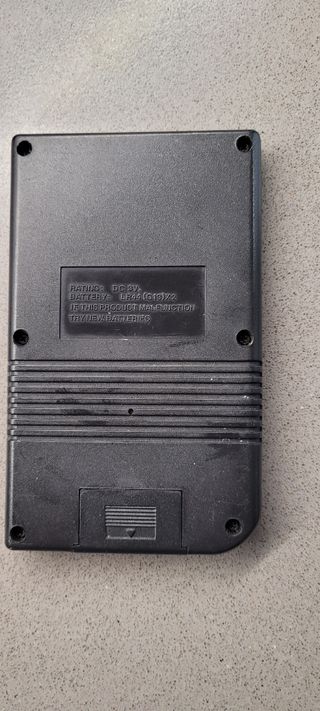 RATING: DC 3V.
BATTERY: LR44 (G13)X2
IF THIS PRODUCT MALFUNCTION
TRY NEW BATTERIES